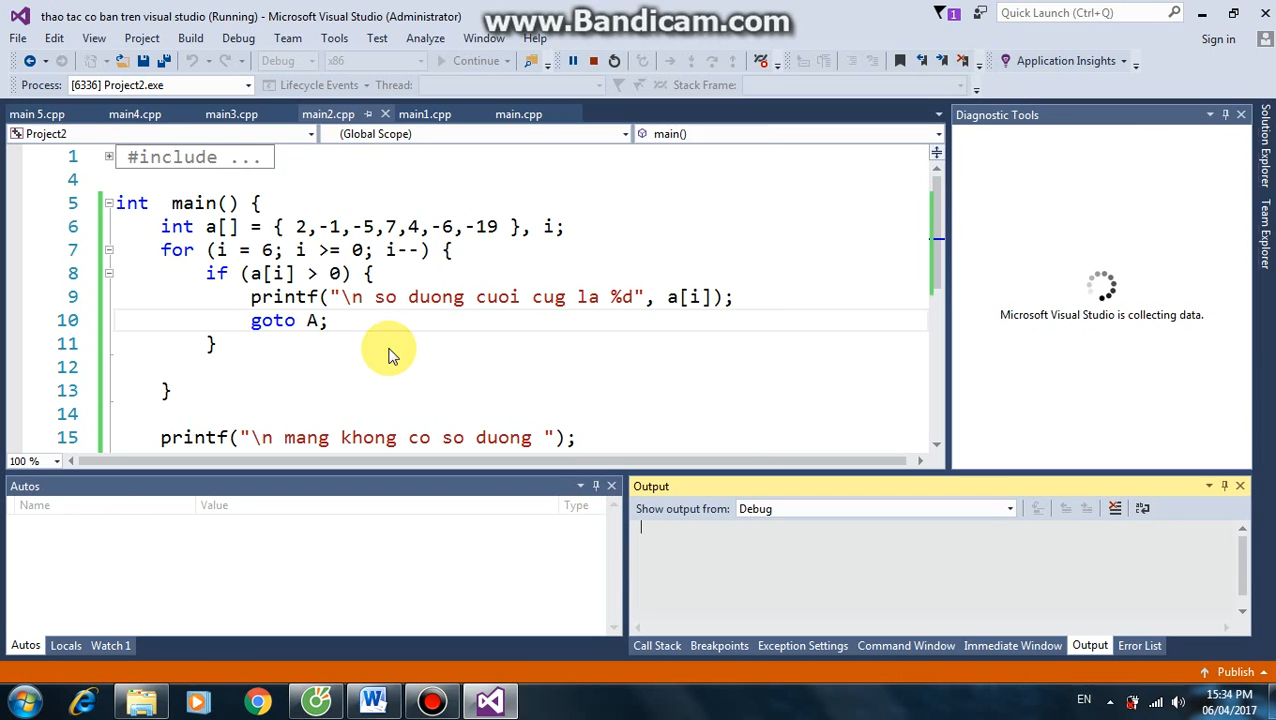 thao tac co ban tren visual studio (Running) - Microsoft Visual Studio (Administrator)
www.Bandicam.com
1
Quick Launch (Ctrl+Q)
File Edit View Project Build Debug Team Tools Test Analyze Window Help
Sign in
Debug x86 Continue Application Insights
Process: [6336] Project2.exe Lifecycle Events Thread: Stack Frame:
main 5.cpp main4.cpp main3.cpp main2.cpp main1.cpp main.cpp
Project2 (Global Scope) main()
1 #include ...
4
5 int main() {
6 int a[] = { 2,-1,-5,7,4,-6,-19 }, i;
7 for (i = 6; i >= 0; i--) {
8 if (a[i] > 0) {
9 printf("\n so duong cuoi cug la %d", a[i]);
10 goto A;
11 }
12
13 }
14
15 printf("\n mang khong co so duong ");
100 %
Diagnostic Tools
Microsoft Visual Studio is collecting data.
Solution Explorer
Team Explorer
Autos
Name Value Type
Autos Locals Watch 1
Output
Show output from: Debug
Call Stack Breakpoints Exception Settings Command Window Immediate Window Output Error List
Publish
EN
15:34 PM
06/04/2017